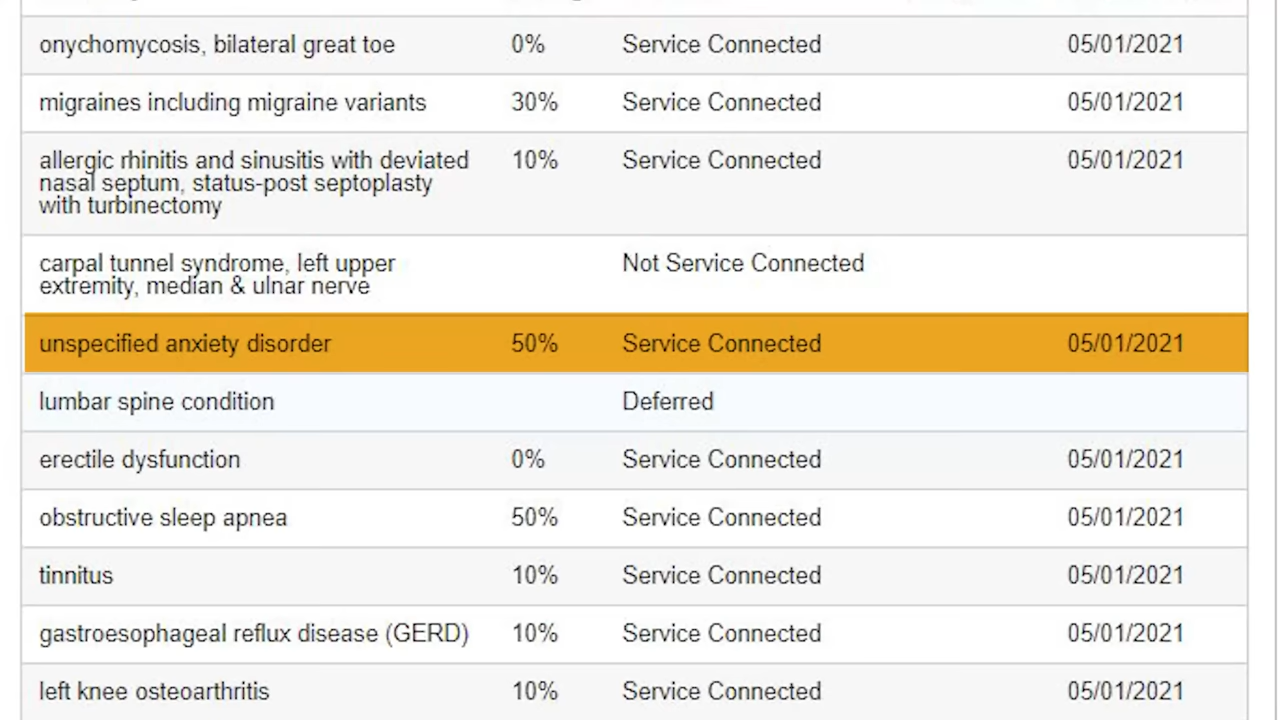 onychomycosis, bilateral great toe 0% Service Connected 05/01/2021
migraines including migraine variants 30% Service Connected 05/01/2021
allergic rhinitis and sinusitis with deviated 10% Service Connected 05/01/2021
nasal septum, status-post septoplasty
with turbinectomy
carpal tunnel syndrome, left upper Not Service Connected
extremity, median & ulnar nerve
unspecified anxiety disorder 50% Service Connected 05/01/2021
lumbar spine condition Deferred
erectile dysfunction 0% Service Connected 05/01/2021
obstructive sleep apnea 50% Service Connected 05/01/2021
tinnitus 10% Service Connected 05/01/2021
gastroesophageal reflux disease (GERD) 10% Service Connected 05/01/2021
left knee osteoarthritis 10% Service Connected 05/01/2021